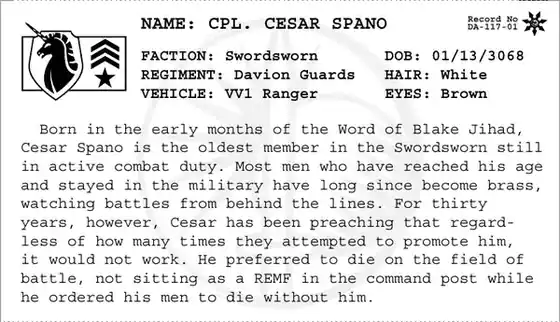 NAME: CPL. CESAR SPANO
Record No
DA-117-01
FACTION: Swordsworn
DOB: 01/13/3068
REGIMENT: Davion Guards
HAIR: White
VEHICLE: VV1 Ranger
EYES: Brown
Born in the early months of the Word of Blake Jihad,
Cesar Spano is the oldest member in the Swordsworn still
in active combat duty. Most men who have reached his age
and stayed in the military have long since become brass,
watching battles from behind the lines. For thirty
years, however, Cesar has been preaching that regard-
less of how many times they attempted to promote him,
it would not work. He preferred to die on the field of
battle, not sitting as a REMF in the command post while
he ordered his men to die without him.